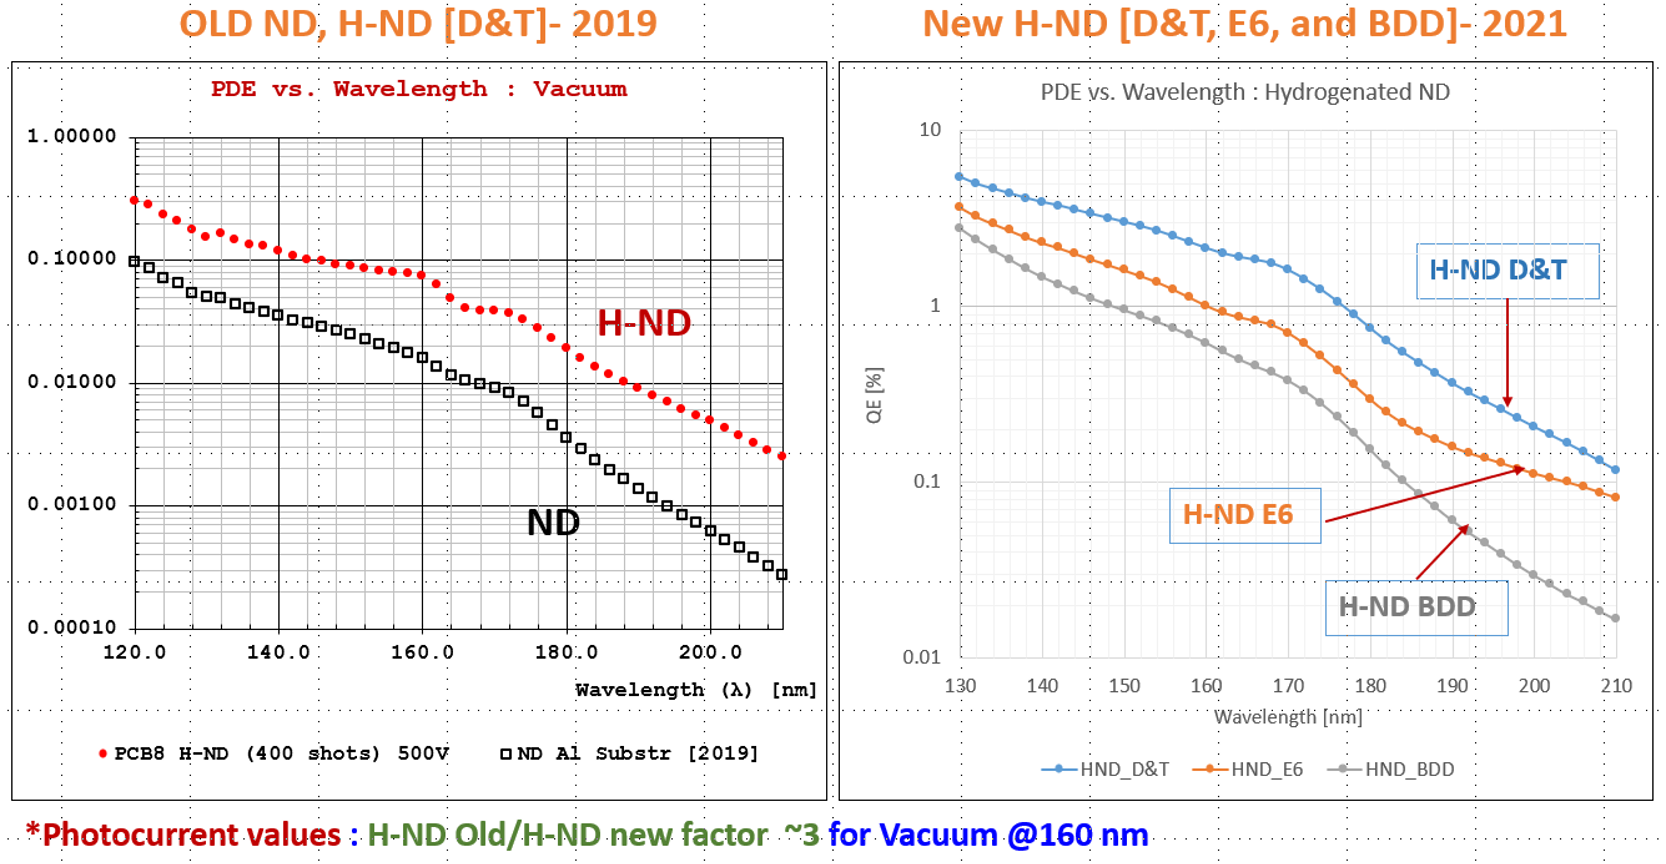 OLD ND, H-ND [D&T]- 2019
PDE vs. Wavelength : Vacuum
1.00000
0.10000
0.01000
0.00100
0.00010
H-ND
ND
120.0 140.0 160.0 180.0 200.0
Wavelength (λ) [nm]
PCB8 H-ND (400 shots) 500V ND Al Substr [2019]
New H-ND [D&T, E6, and BDD]- 2021
PDE vs. Wavelength : Hydrogenated ND
10
1
0.1
0.01
QE [%]
H-ND D&T
H-ND E6
H-ND BDD
130 140 150 160 170 180 190 200 210
Wavelength [nm]
HND_D&T HND_E6 HND_BDD
*Photocurrent values : H-ND Old/H-ND new factor ~3 for Vacuum @160 nm